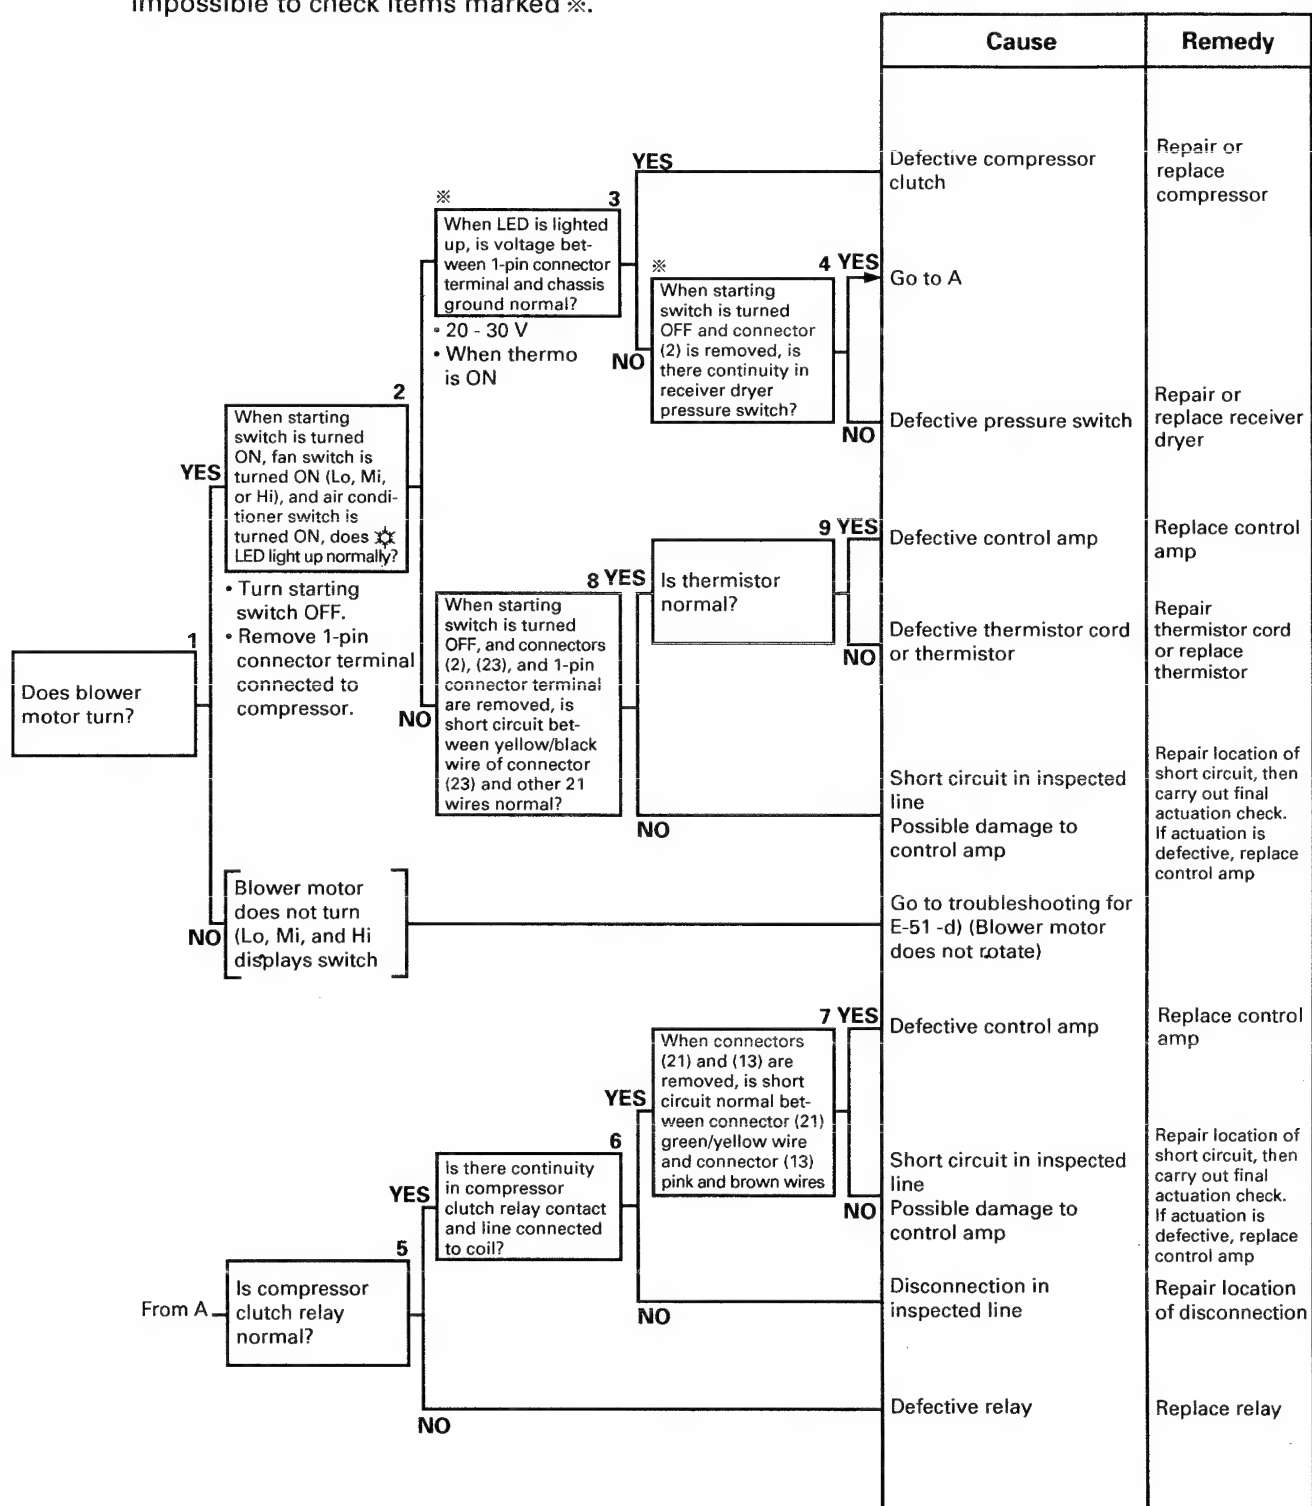 impossible to check items marked ※.
Cause
Remedy
YES
Defective compressor
clutch
Repair or
replace
compressor
※
3
When LED is lighted
up, is voltage bet-
ween 1-pin connector
terminal and chassis
ground normal?
• 20 - 30 V
• When thermo
is ON
NO
※
4 YES
When starting
switch is turned
OFF and connector
(2) is removed, is
there continuity in
receiver dryer
pressure switch?
Go to A
NO
Defective pressure switch
Repair or
replace receiver
dryer
2
YES
When starting
switch is turned
ON, fan switch is
turned ON (Lo, Mi,
or Hi), and air condi-
tioner switch is
turned ON, does
LED light up normally?
• Turn starting
switch OFF.
• Remove 1-pin
connector terminal
connected to
compressor.
NO
1
Does blower
motor turn?
8 YES
When starting
switch is turned
OFF, and connectors
(2), (23), and 1-pin
connector terminal
are removed, is
short circuit bet-
ween yellow/black
wire of connector
(23) and other 21
wires normal?
9 YES
Is thermistor
normal?
Defective control amp
Replace control
amp
NO
Defective thermistor cord
or thermistor
Repair
thermistor cord
or replace
thermistor
NO
Short circuit in inspected
line
Possible damage to
control amp
Repair location of
short circuit, then
carry out final
actuation check.
If actuation is
defective, replace
control amp
NO
Blower motor
does not turn
(Lo, Mi, and Hi
displays switch
Go to troubleshooting for
E-51 -d) (Blower motor
does not rotate)
7 YES
When connectors
(21) and (13) are
removed, is short
circuit normal bet-
ween connector (21)
green/yellow wire
and connector (13)
pink and brown wires
Defective control amp
Replace control
amp
NO
Short circuit in inspected
line
Possible damage to
control amp
Repair location of
short circuit, then
carry out final
actuation check.
If actuation is
defective, replace
control amp
YES
6
Is there continuity
in compressor
clutch relay contact
and line connected
to coil?
NO
Disconnection in
inspected line
Repair location
of disconnection
YES
5
From A
Is compressor
clutch relay
normal?
NO
Defective relay
Replace relay